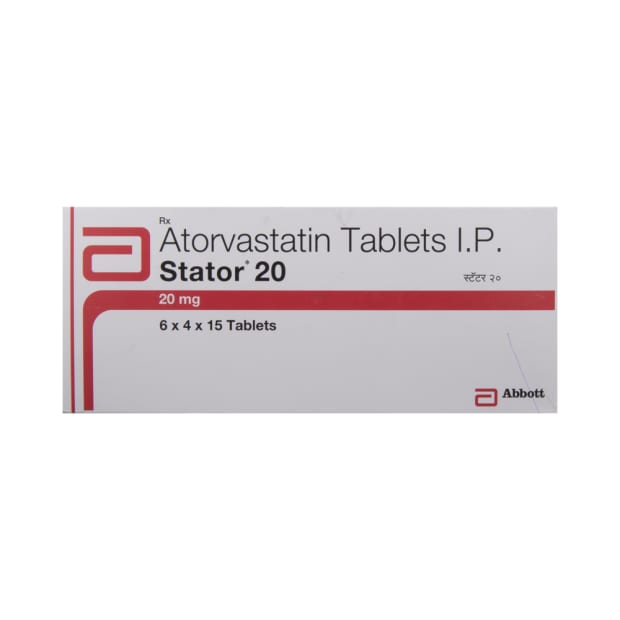 Rx
Atorvastatin Tablets I.P.
Stator* 20
स्टॅटर २०
20 mg
6 x 4 x 15 Tablets
Abbott